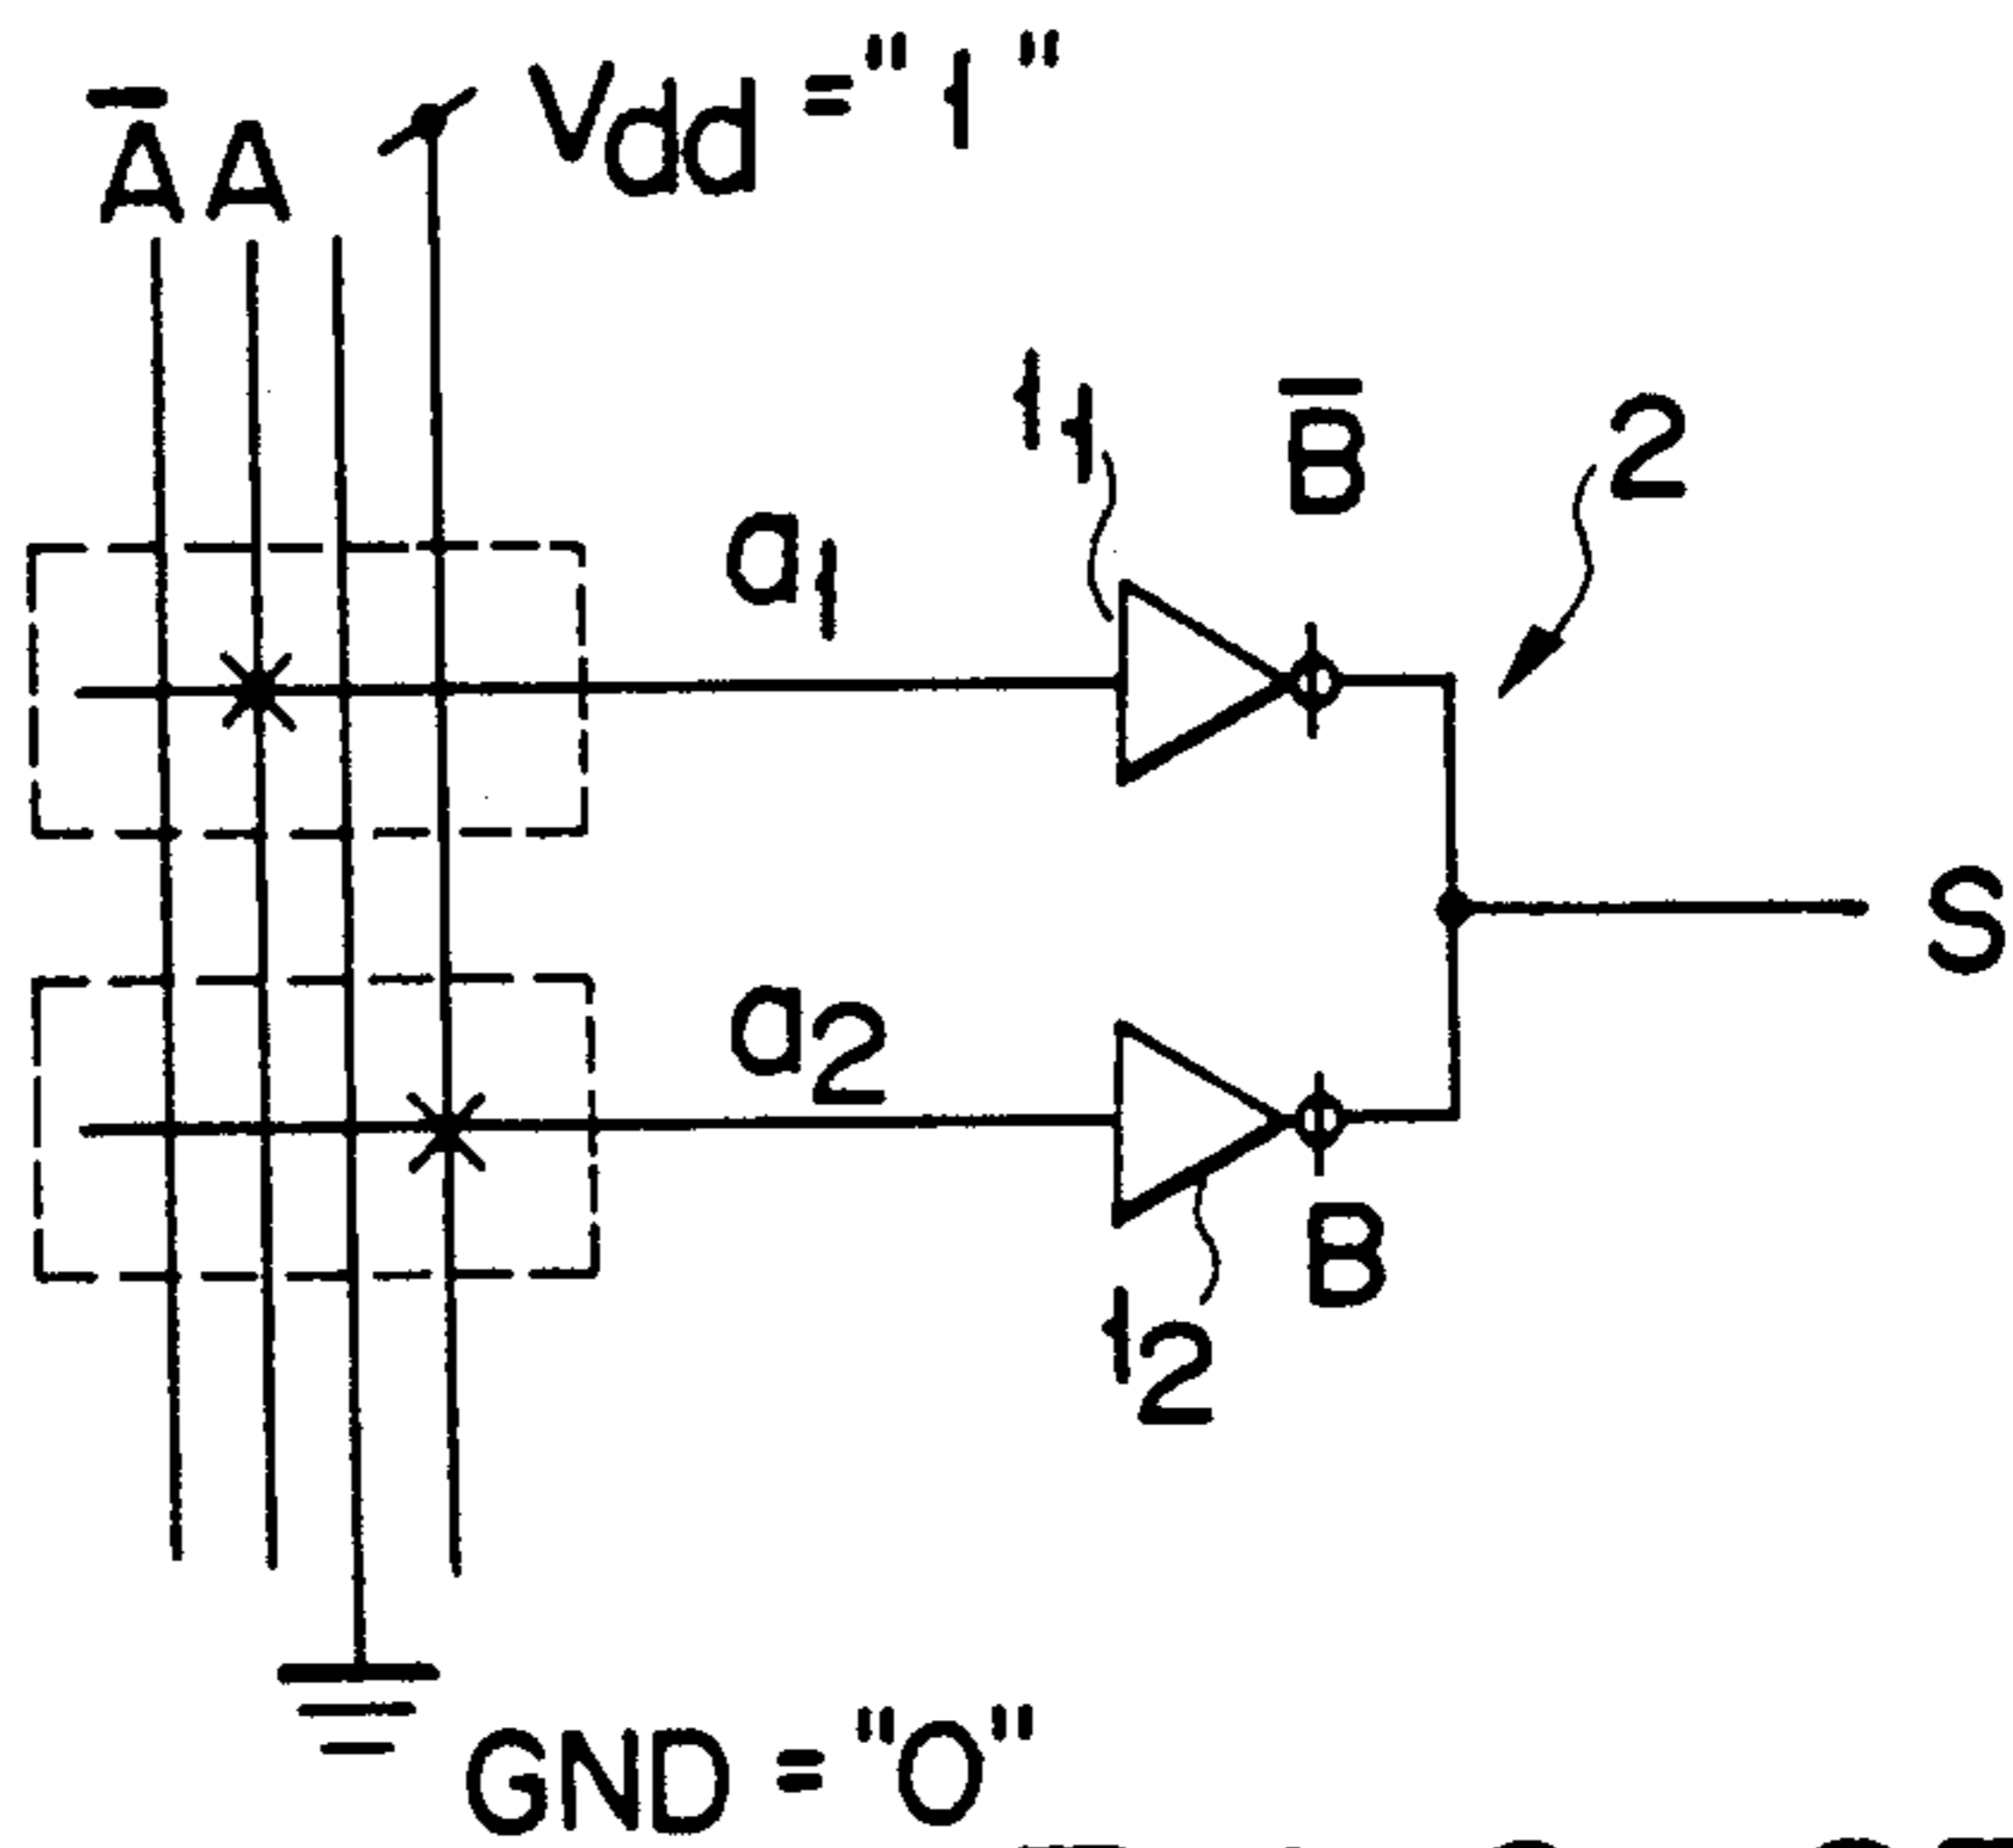 Vdd = "1"
A̅ A
t1
B̅
2
a1
S
a2
B
t2
GND = "0"